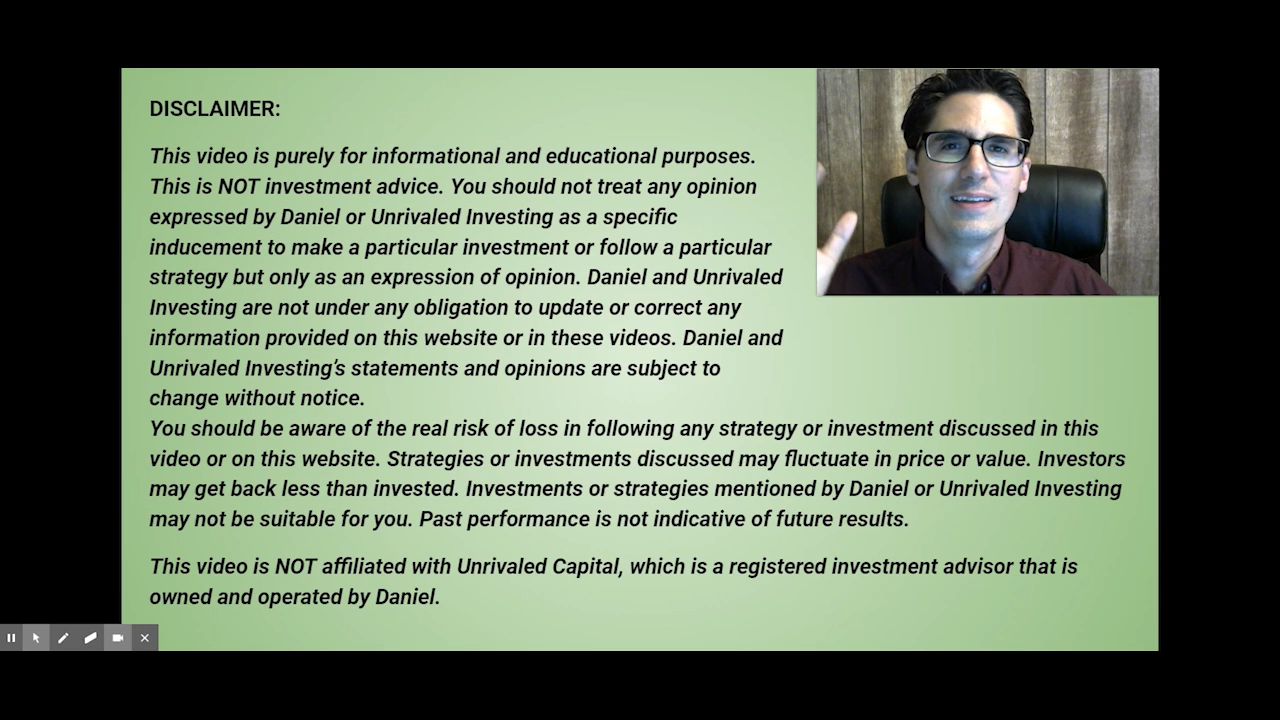 DISCLAIMER:
This video is purely for informational and educational purposes.
This is NOT investment advice. You should not treat any opinion
expressed by Daniel or Unrivaled Investing as a specific
inducement to make a particular investment or follow a particular
strategy but only as an expression of opinion. Daniel and Unrivaled
Investing are not under any obligation to update or correct any
information provided on this website or in these videos. Daniel and
Unrivaled Investing’s statements and opinions are subject to
change without notice.
You should be aware of the real risk of loss in following any strategy or investment discussed in this
video or on this website. Strategies or investments discussed may fluctuate in price or value. Investors
may get back less than invested. Investments or strategies mentioned by Daniel or Unrivaled Investing
may not be suitable for you. Past performance is not indicative of future results.
This video is NOT affiliated with Unrivaled Capital, which is a registered investment advisor that is
owned and operated by Daniel.